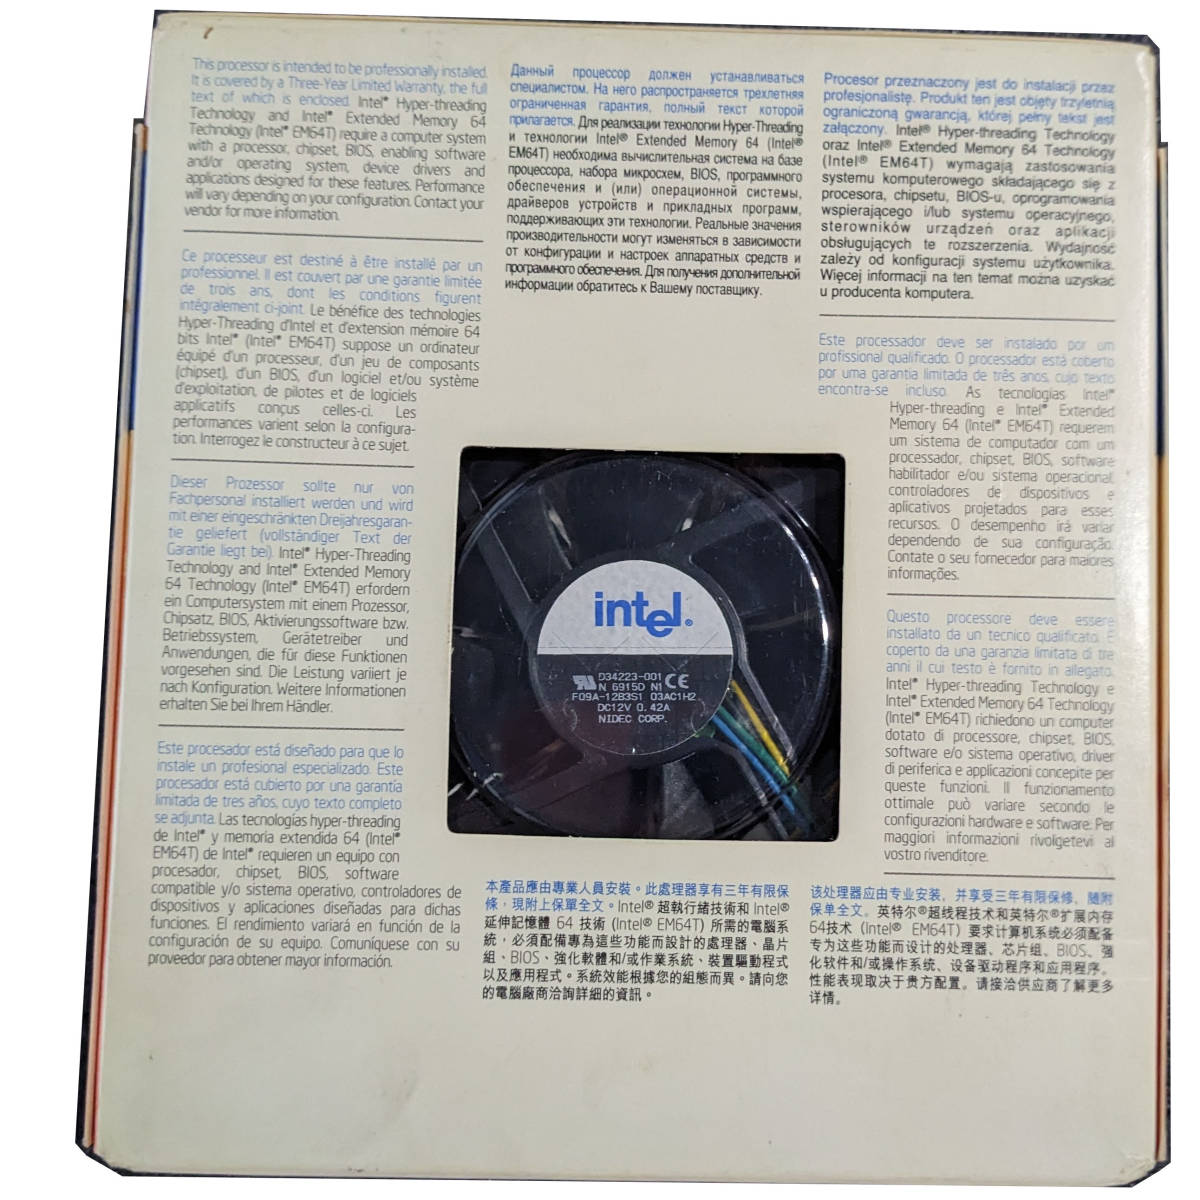 This processor is intended to be professionally installed.
It is covered by a Three-Year Limited Warranty, the full
text of which is enclosed. Intel® Hyper-threading
Technology and Intel® Extended Memory 64
Technology (Intel® EM64T) require a computer system
with a processor, chipset, BIOS, enabling software
and/or operating system, device drivers and
applications designed for these features. Performance
will vary depending on your configuration. Contact your
vendor for more information.
Ce processeur est destiné à être installé par un
professionnel. Il est couvert par une garantie limitée
de trois ans, dont les conditions figurent
intégralement ci-joint. Le bénéfice des technologies
Hyper-Threading d'Intel et d'extension mémoire 64
bits Intel® (Intel® EM64T) suppose un ordinateur
équipé d'un processeur, d'un jeu de composants
(chipset), d'un BIOS, d'un logiciel et/ou système
d'exploitation, de pilotes et de logiciels
applicatifs conçus celles-ci. Les
performances varient selon la configura-
tion. Interrogez le constructeur à ce sujet.
Dieser Prozessor sollte nur von
Fachpersonal installiert werden und wird
mit einer eingeschränkten Dreijahresgaran-
tie geliefert (vollständiger Text der
Garantie liegt bei). Intel® Hyper-Threading
Technology and Intel® Extended Memory
64 Technology (Intel® EM64T) erfordern
ein Computersystem mit einem Prozessor,
Chipsatz, BIOS, Aktivierungssoftware bzw.
Betriebssystem, Gerätetreiber und
Anwendungen, die für diese Funktionen
vorgesehen sind. Die Leistung variiert je
nach Konfiguration. Weitere Informationen
erhalten Sie bei Ihrem Händler.
Este procesador está diseñado para que lo
instale un profesional especializado. Este
procesador está cubierto por una garantía
limitada de tres años, cuyo texto completo
se adjunta. Las tecnologías hyper-threading
de Intel® y memoria extendida 64 (Intel®
EM64T) de Intel® requieren un equipo con
procesador, chipset, BIOS, software
compatible y/o sistema operativo, controladores de
dispositivos y aplicaciones diseñadas para dichas
funciones. El rendimiento variará en función de la
configuración de su equipo. Comuníquese con su
proveedor para obtener mayor información.
Данный процессор должен устанавливаться
специалистом. На него распространяется трехлетняя
ограниченная гарантия, полный текст которой
прилагается. Для реализации технологии Hyper-Threading
и технологии Intel® Extended Memory 64 (Intel®
EM64T) необходима вычислительная система на базе
процессора, набора микросхем, BIOS, программного
обеспечения и (или) операционной системы,
драйверов устройств и прикладных программ,
поддерживающих эти технологии. Реальные значения
производительности могут изменяться в зависимости
от конфигурации и настроек аппаратных средств и
программного обеспечения. Для получения дополнительной
информации обратитесь к Вашему поставщику.
intel®
D34223-001
N 6915D N1 CE
F09A-12B3S1 03AC1H2
DC12V 0.42A
NIDEC CORP.
本產品應由專業人員安裝。此處理器享有三年有限保
條，現附上保單全文。Intel® 超執行緒技術和 Intel®
延伸記憶體 64 技術 (Intel® EM64T) 所需的電腦系
統，必須配備專為這些功能而設計的處理器、晶片
組、BIOS、強化軟體和/或作業系統、裝置驅動程式
以及應用程式。系統效能根據您的組態而異。請向您
的電腦廠商洽詢詳細的資訊。
Procesor przeznaczony jest do instalacji przez
profesjonalistę. Produkt ten jest objęty trzyletnią
ograniczoną gwarancją, której pełny tekst jest
załączony. Intel® Hyper-threading Technology
oraz Intel® Extended Memory 64 Technology
(Intel® EM64T) wymagają zastosowania
systemu komputerowego składającego się z
procesora, chipsetu, BIOS-u, oprogramowania
wspierającego i/lub systemu operacyjnego,
sterowników urządzeń oraz aplikacji
obsługujących te rozszerzenia. Wydajność
zależy od konfiguracji systemu użytkownika.
Więcej informacji na ten temat można uzyskać
u producenta komputera.
Este processador deve ser instalado por um
profissional qualificado. O processador está coberto
por uma garantia limitada de três anos, cujo texto
encontra-se incluso. As tecnologias Intel®
Hyper-threading e Intel® Extended
Memory 64 (Intel® EM64T) requerem
um sistema de computador com um
processador, chipset, BIOS, software
habilitador e/ou sistema operacional,
controladores de dispositivos e
aplicativos projetados para esses
recursos. O desempenho irá variar
dependendo de sua configuração.
Contate o seu fornecedor para maiores
informações.
Questo processore deve essere
installato da un tecnico qualificato. È
coperto da una garanzia limitata di tre
anni il cui testo è fornito in allegato.
Intel® Hyper-threading Technology e
Intel® Extended Memory 64 Technology
(Intel® EM64T) richiedono un computer
dotato di processore, chipset, BIOS,
software e/o sistema operativo, driver
di periferica e applicazioni concepite per
queste funzioni. Il funzionamento
ottimale può variare secondo le
configurazioni hardware e software. Per
maggiori informazioni rivolgetevi al
vostro rivenditore.
该处理器应由专业安装，并享受三年有限保修，随附
保单全文。英特尔®超线程技术和英特尔®扩展内存
64技术 (Intel® EM64T) 要求计算机系统必须配备
专为这些功能而设计的处理器、芯片组、BIOS、强
化软件和/或操作系统、设备驱动程序和应用程序。
性能表现取决于贵方配置。请接洽供应商了解更多
详情。